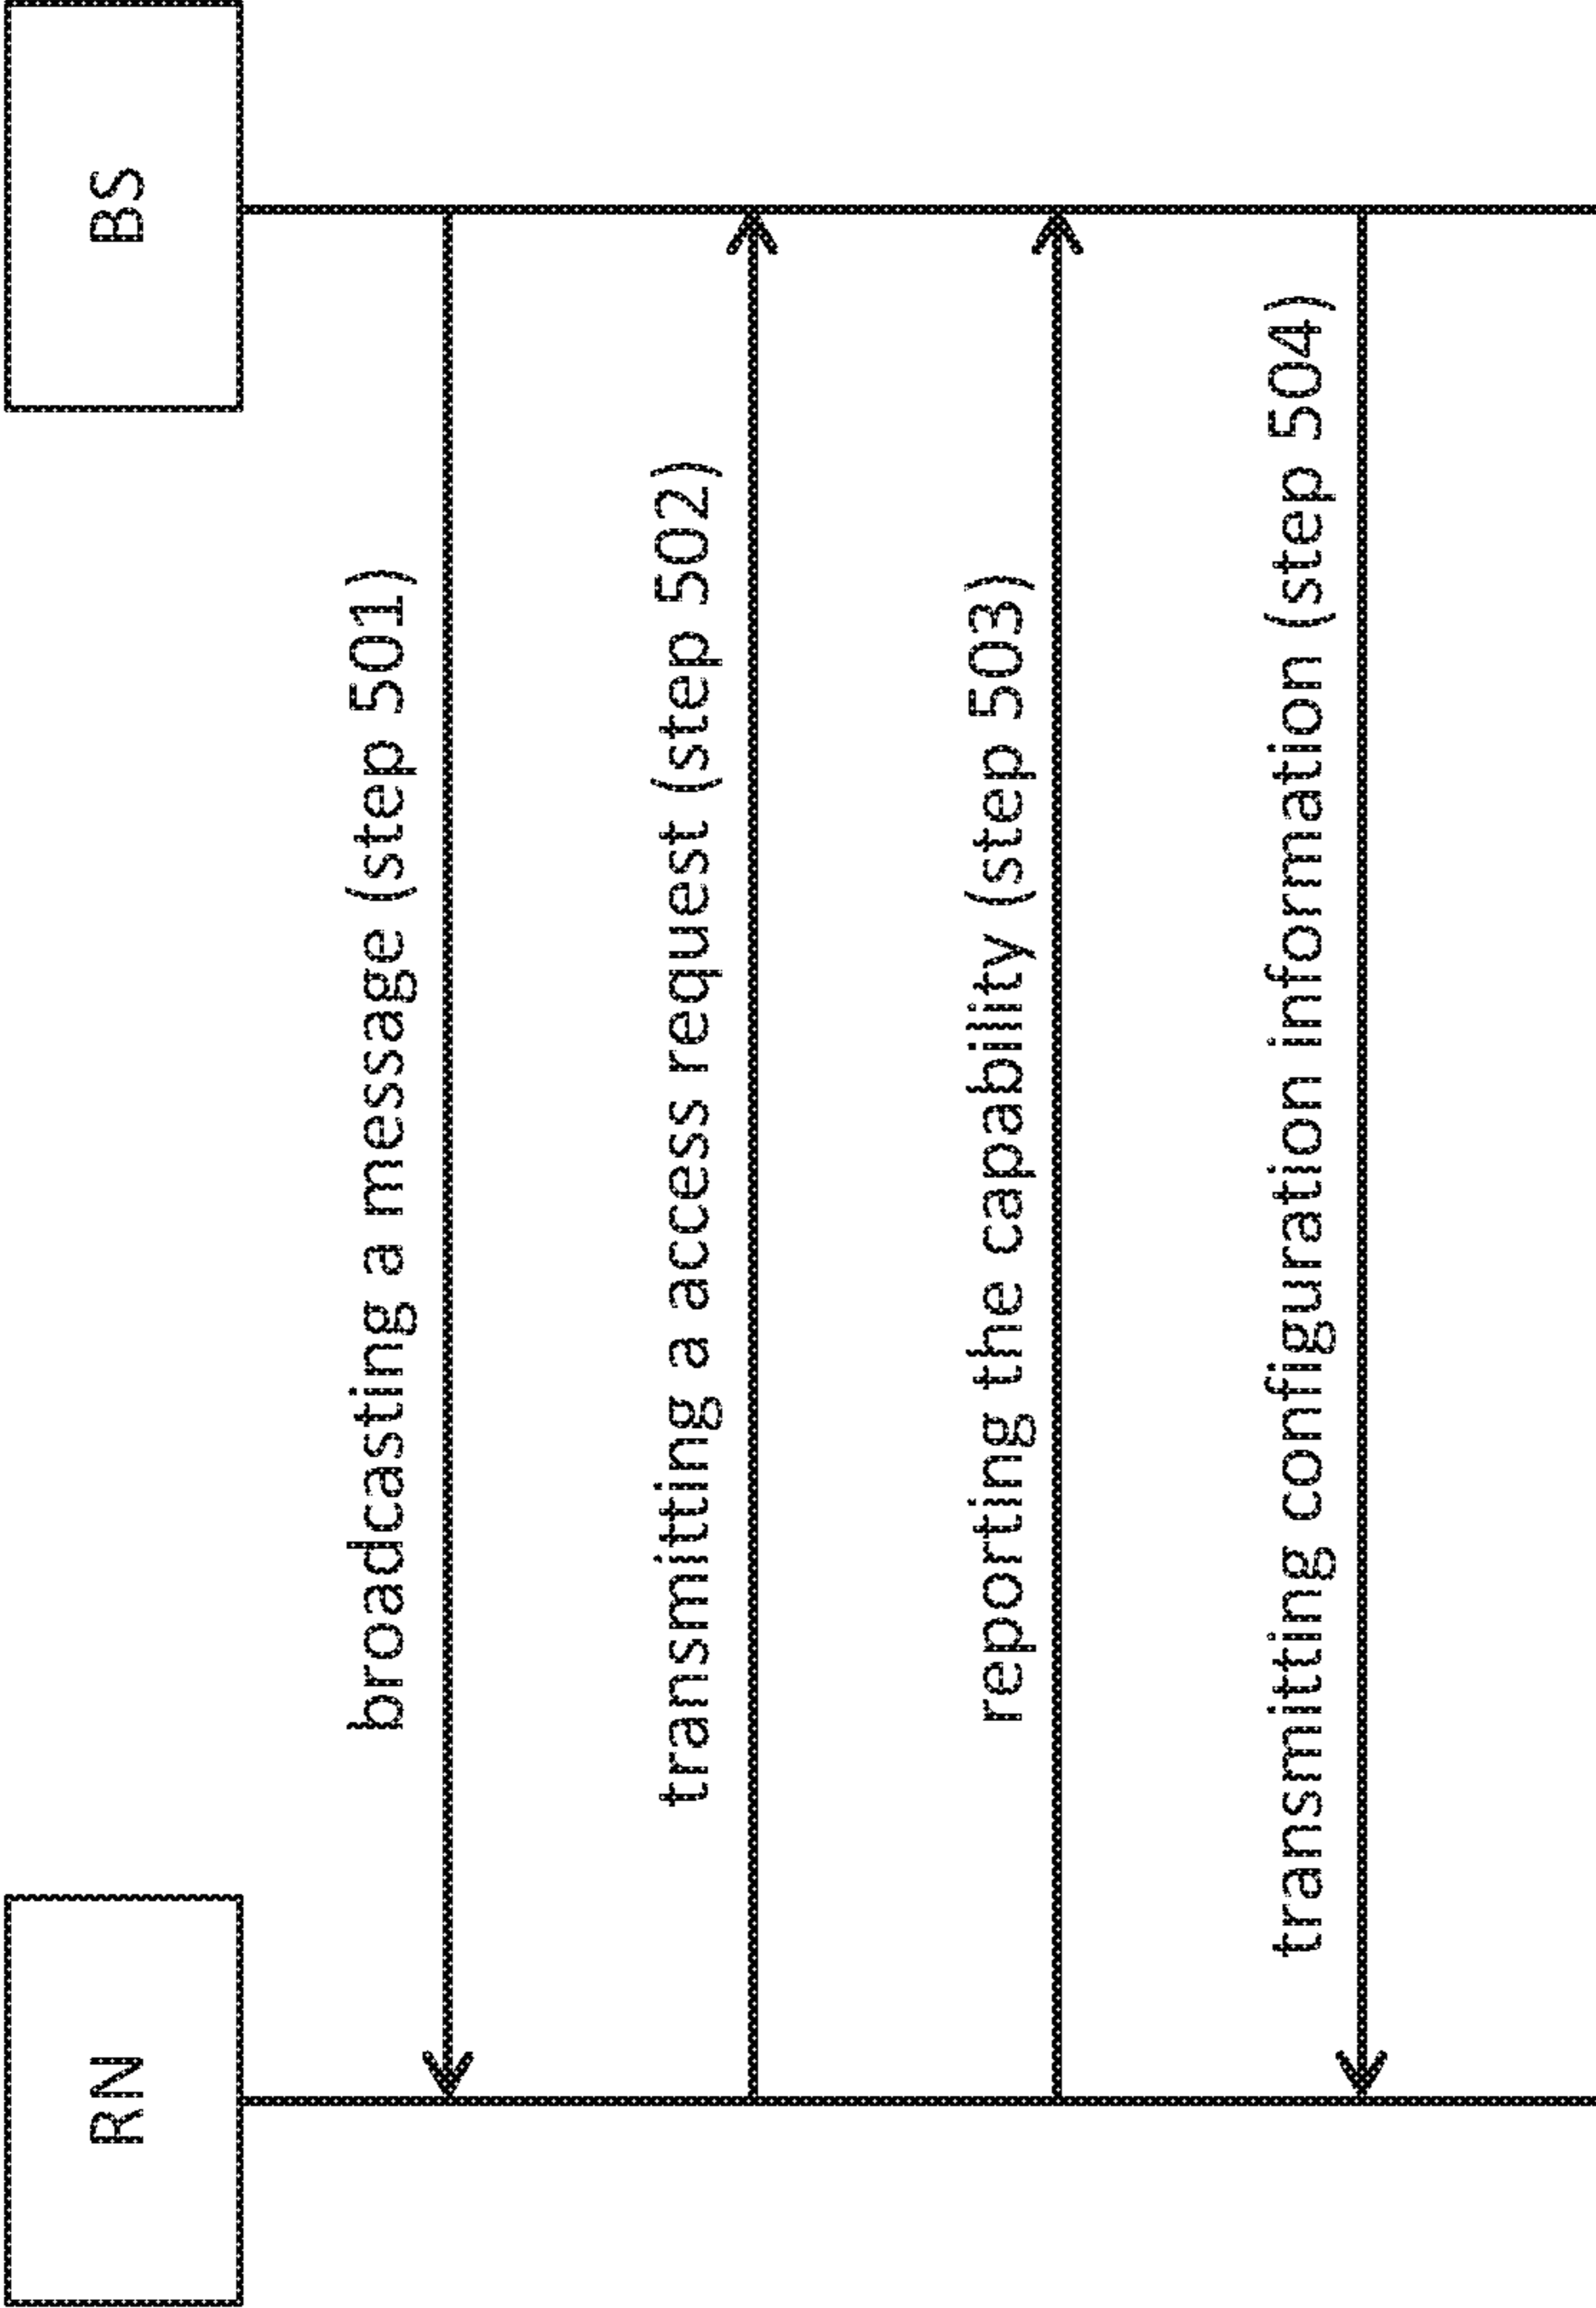 RN
BS
broadcasting a message (step 501)
transmitting a access request (step 502)
reporting the capability (step 503)
transmitting configuration information (step 504)